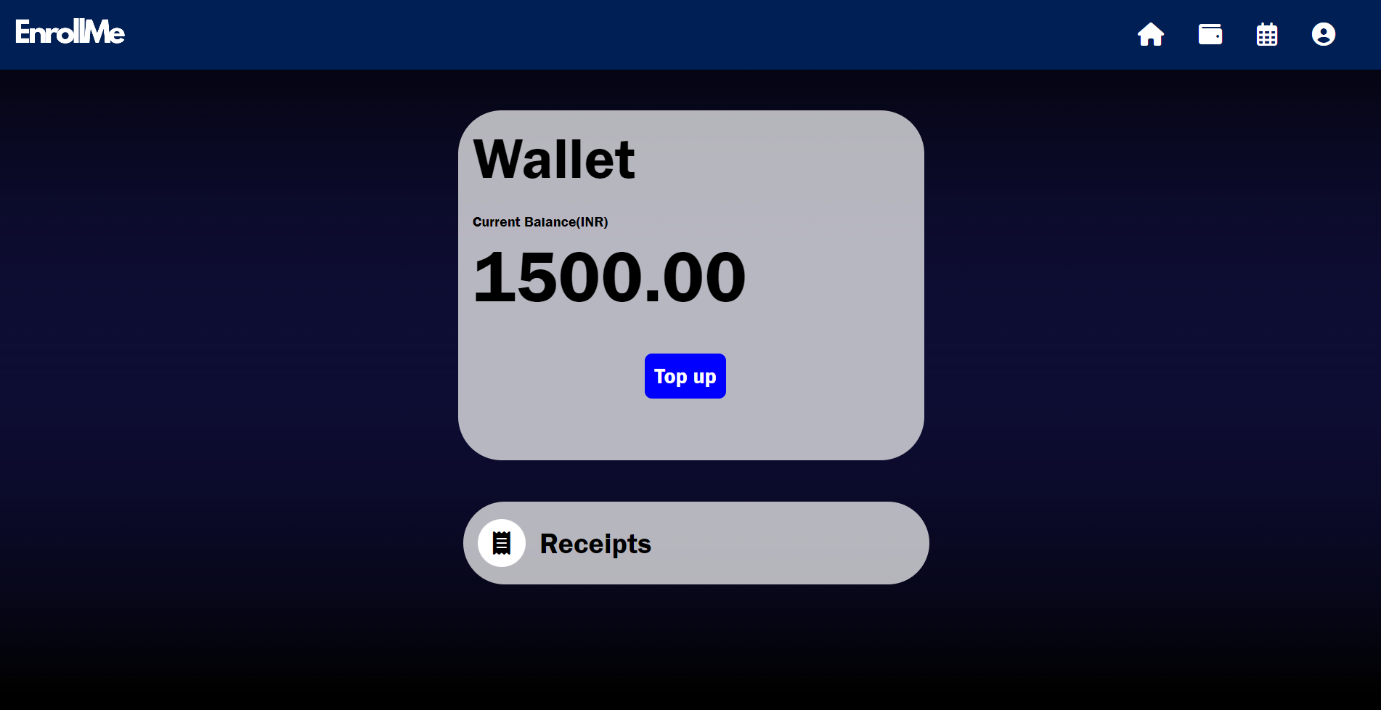 EnrollMe
Wallet
Current Balance(INR)
1500.00
Top up
Receipts